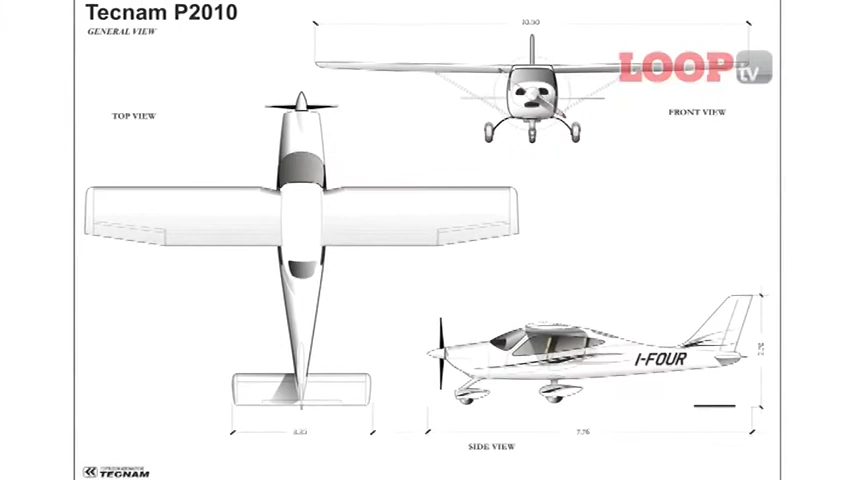 Tecnam P2010
GENERAL VIEW
10.30
LOOP tv
TOP VIEW
FRONT VIEW
I-FOUR
7.76
SIDE VIEW
TECNAM